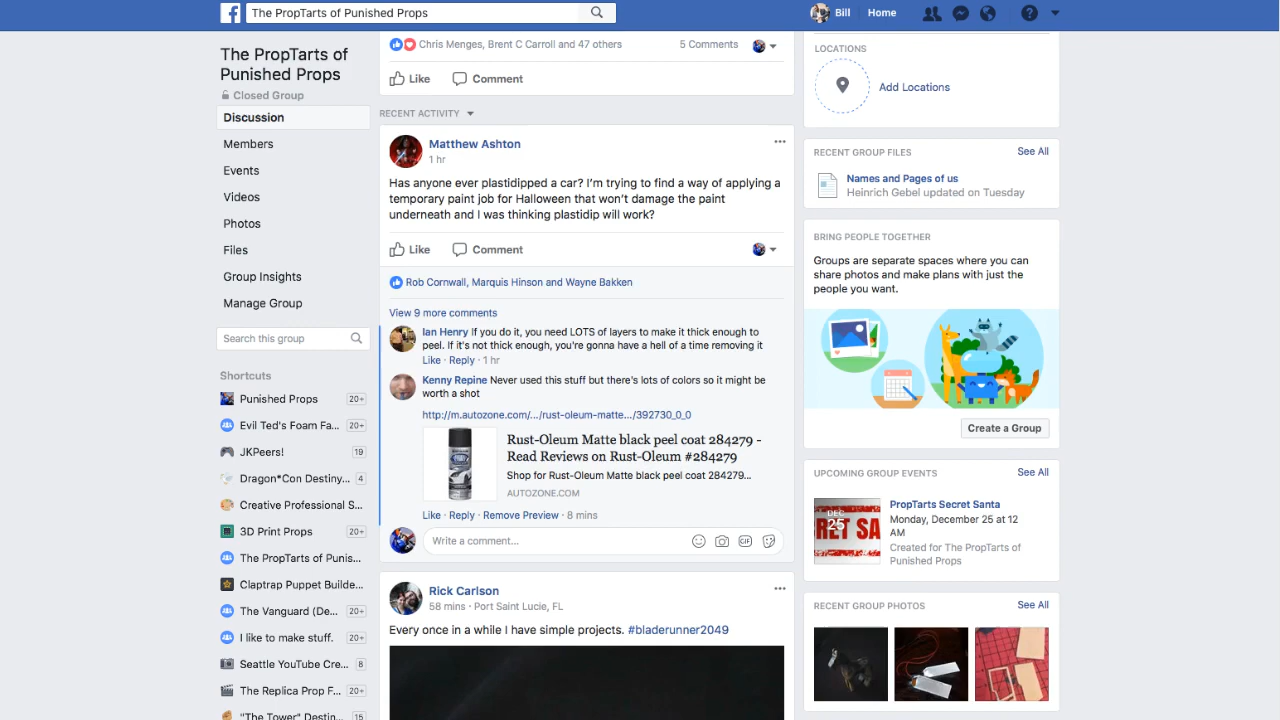 f
The PropTarts of Punished Props
Bill
Home
The PropTarts of
Punished Props
Closed Group
Discussion
Members
Events
Videos
Photos
Files
Group Insights
Manage Group
Search this group
Shortcuts
Punished Props 20+
Evil Ted's Foam Fa... 20+
JKPeers! 19
Dragon*Con Destiny... 4
Creative Professional S...
3D Print Props 20+
The PropTarts of Punis...
Claptrap Puppet Builde...
The Vanguard (De... 20+
I like to make stuff. 20+
Seattle YouTube Cre... 8
The Replica Prop F... 20+
"The Tower" Destin... 15
Chris Menges, Brent C Carroll and 47 others
5 Comments
Like
Comment
RECENT ACTIVITY
Matthew Ashton
1 hr
Has anyone ever plastidipped a car? I'm trying to find a way of applying a
temporary paint job for Halloween that won't damage the paint
underneath and I was thinking plastidip will work?
Like
Comment
Rob Cornwall, Marquis Hinson and Wayne Bakken
View 9 more comments
Ian Henry If you do it, you need LOTS of layers to make it thick enough to
peel. If it's not thick enough, you're gonna have a hell of a time removing it
Like · Reply · 1 hr
Kenny Repine Never used this stuff but there's lots of colors so it might be
worth a shot
http://m.autozone.com/.../rust-oleum-matte.../392730_0_0
Rust-Oleum Matte black peel coat 284279 -
Read Reviews on Rust-Oleum #284279
Shop for Rust-Oleum Matte black peel coat 284279...
AUTOZONE.COM
Like · Reply · Remove Preview · 8 mins
Write a comment...
GIF
Rick Carlson
58 mins · Port Saint Lucie, FL
Every once in a while I have simple projects. #bladerunner2049
LOCATIONS
Add Locations
RECENT GROUP FILES
See All
Names and Pages of us
Heinrich Gebel updated on Tuesday
BRING PEOPLE TOGETHER
Groups are separate spaces where you can
share photos and make plans with just the
people you want.
Create a Group
UPCOMING GROUP EVENTS
See All
DEC
25
RET SA
PropTarts Secret Santa
Monday, December 25 at 12
AM
Created for The PropTarts of
Punished Props
RECENT GROUP PHOTOS
See All